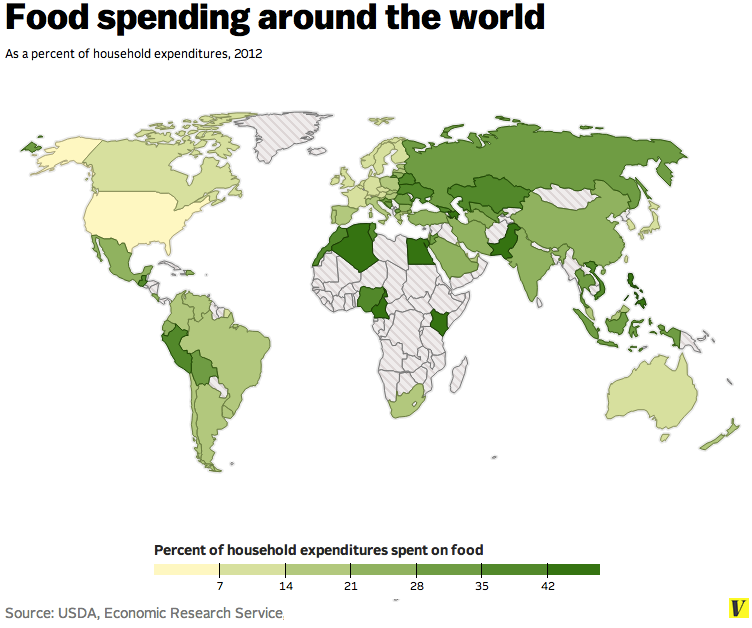 Food spending around the world
As a percent of household expenditures, 2012
Percent of household expenditures spent on food
7 14 21 28 35 42
Source: USDA, Economic Research Service
V